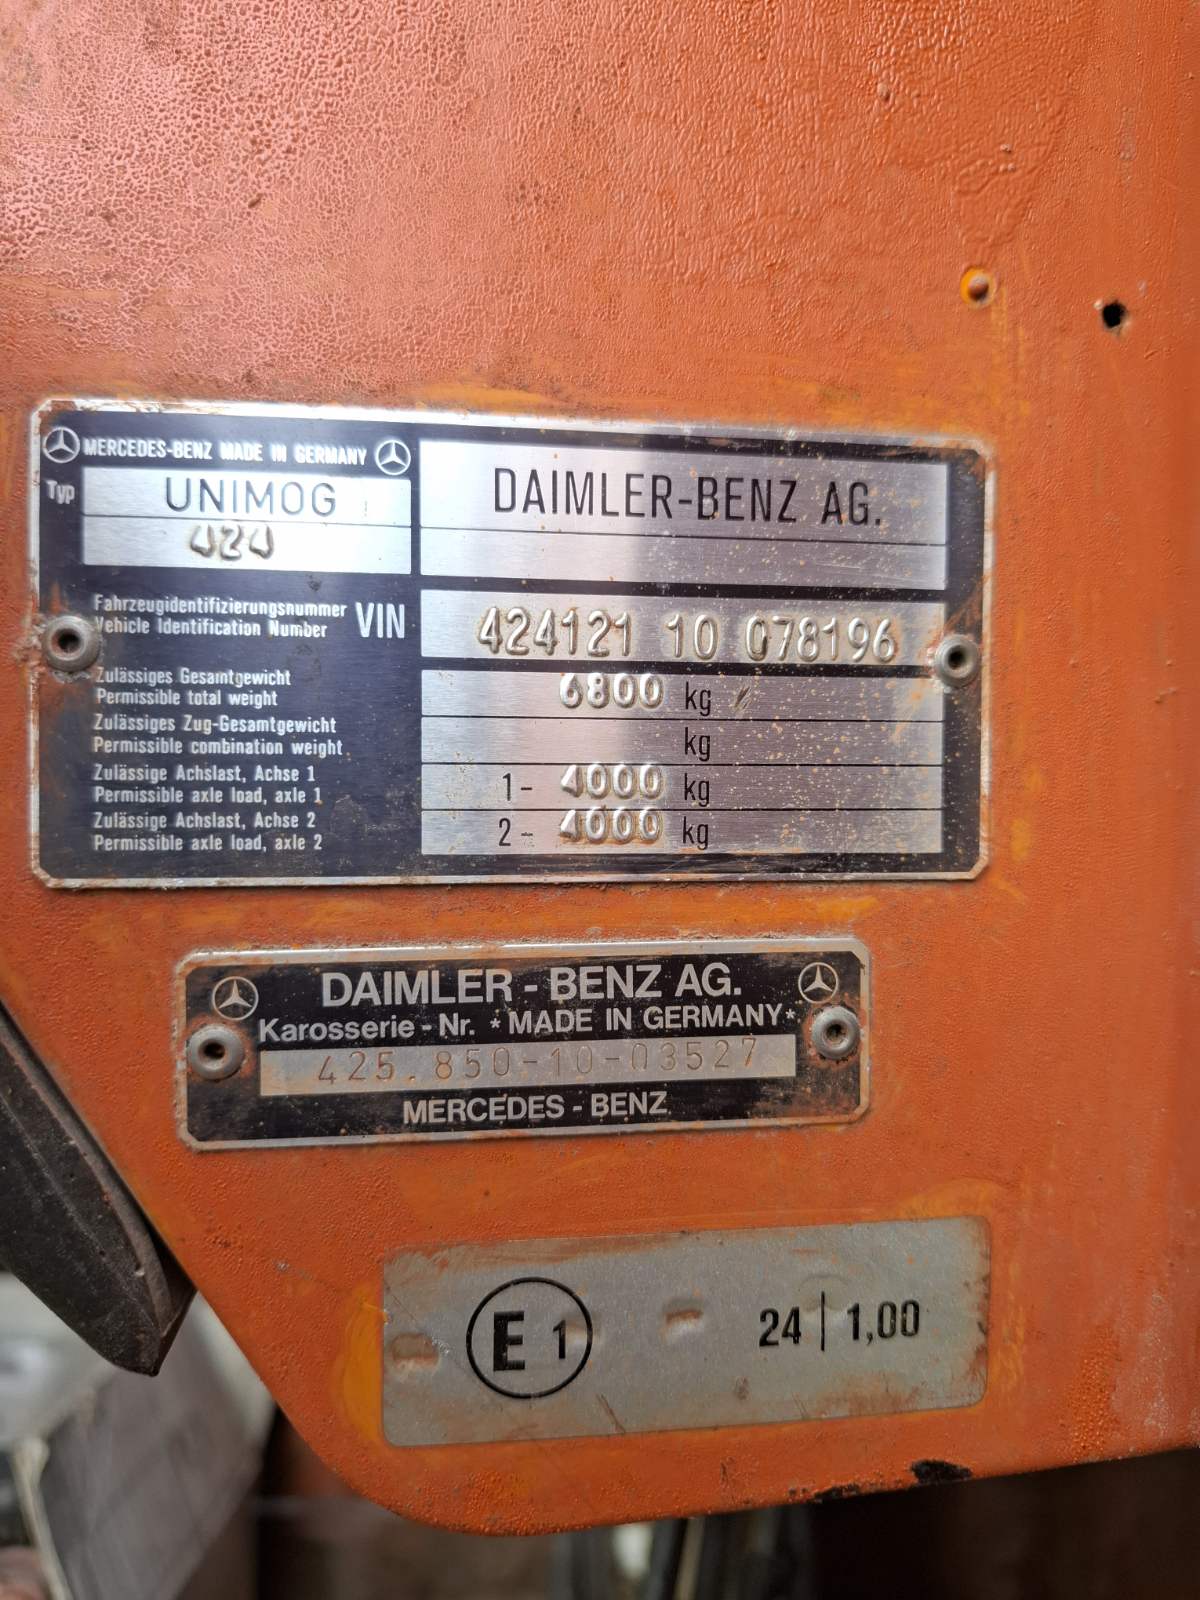 MERCEDES-BENZ MADE IN GERMANY
Typ UNIMOG
424
DAIMLER-BENZ AG.
Fahrzeugidentifizierungsnummer
Vehicle Identification Number
VIN 424121 10 078196
Zulässiges Gesamtgewicht
Permissible total weight
6800 kg
Zulässiges Zug-Gesamtgewicht
Permissible combination weight
kg
Zulässige Achslast, Achse 1
Permissible axle load, axle 1
1- 4000 kg
Zulässige Achslast, Achse 2
Permissible axle load, axle 2
2- 4000 kg
DAIMLER - BENZ AG.
Karosserie - Nr. * MADE IN GERMANY*
425.850-10-03527
MERCEDES - BENZ
E 1 24 | 1,00